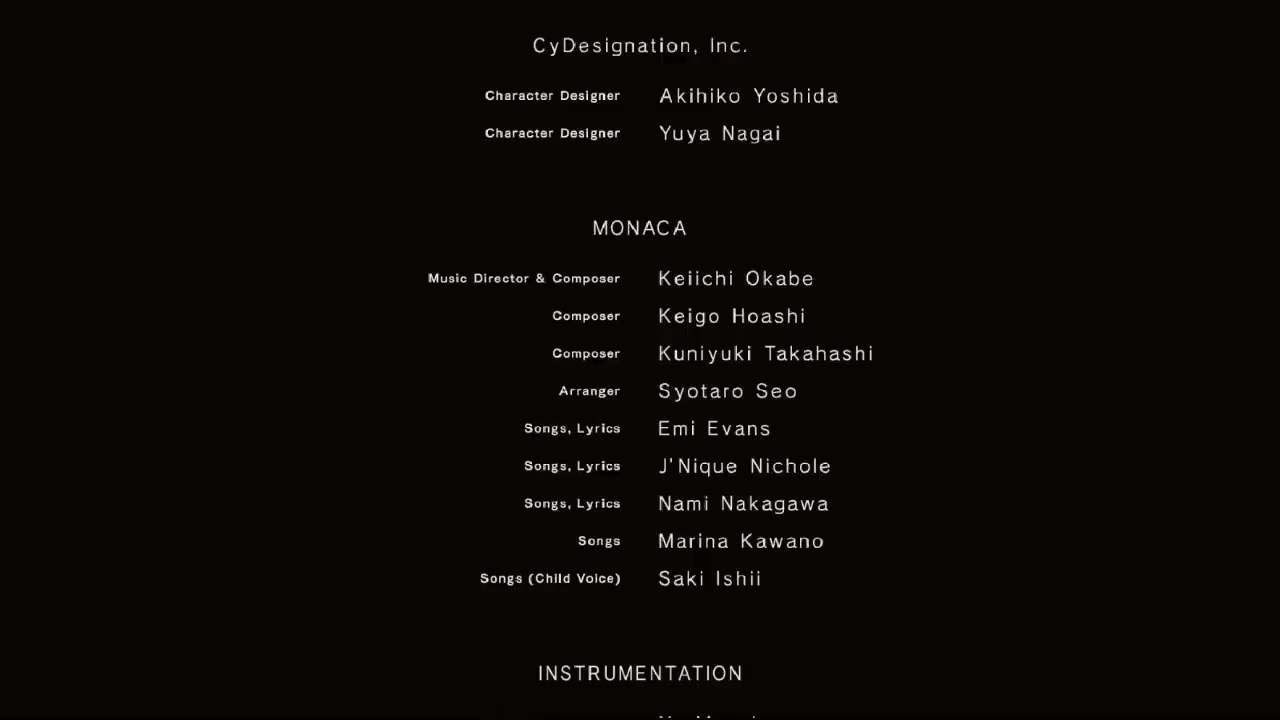 CyDesignation, Inc.
Character Designer Akihiko Yoshida
Character Designer Yuya Nagai
MONACA
Music Director & Composer Keiichi Okabe
Composer Keigo Hoashi
Composer Kuniyuki Takahashi
Arranger Syotaro Seo
Songs, Lyrics Emi Evans
Songs, Lyrics J'Nique Nichole
Songs, Lyrics Nami Nakagawa
Songs Marina Kawano
Songs (Child Voice) Saki Ishii
INSTRUMENTATION